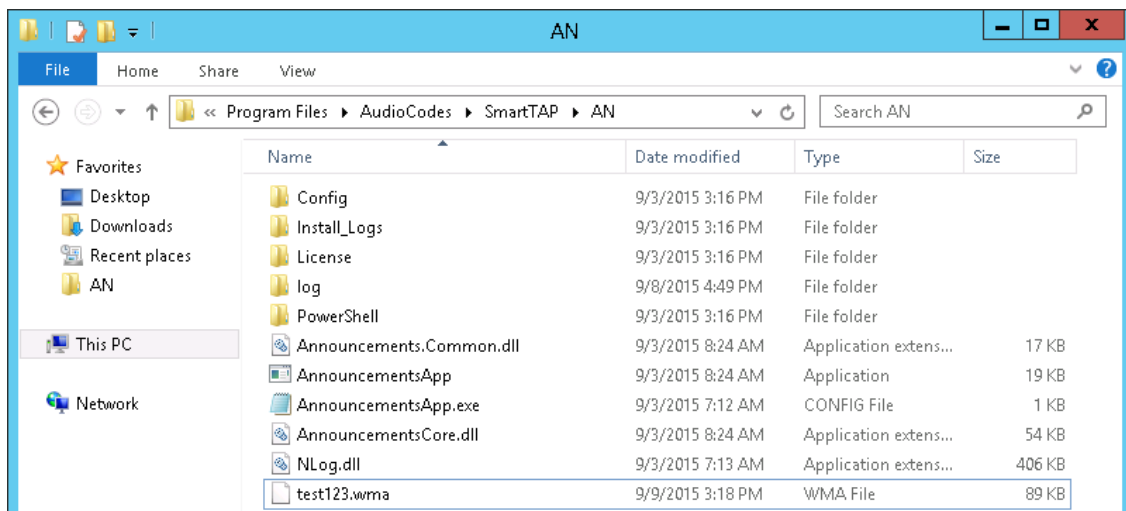 AN
File Home Share View
« Program Files AudioCodes SmartTAP AN Search AN
Favorites
Desktop
Downloads
Recent places
AN
This PC
Network
Name Date modified Type Size
Config 9/3/2015 3:16 PM File folder
Install_Logs 9/3/2015 3:16 PM File folder
License 9/3/2015 3:16 PM File folder
log 9/8/2015 4:49 PM File folder
PowerShell 9/3/2015 3:16 PM File folder
Announcements.Common.dll 9/3/2015 8:24 AM Application extens... 17 KB
AnnouncementsApp 9/3/2015 8:24 AM Application 19 KB
AnnouncementsApp.exe 9/3/2015 7:12 AM CONFIG File 1 KB
AnnouncementsCore.dll 9/3/2015 8:24 AM Application extens... 54 KB
NLog.dll 9/3/2015 7:13 AM Application extens... 406 KB
test123.wma 9/9/2015 3:18 PM WMA File 89 KB